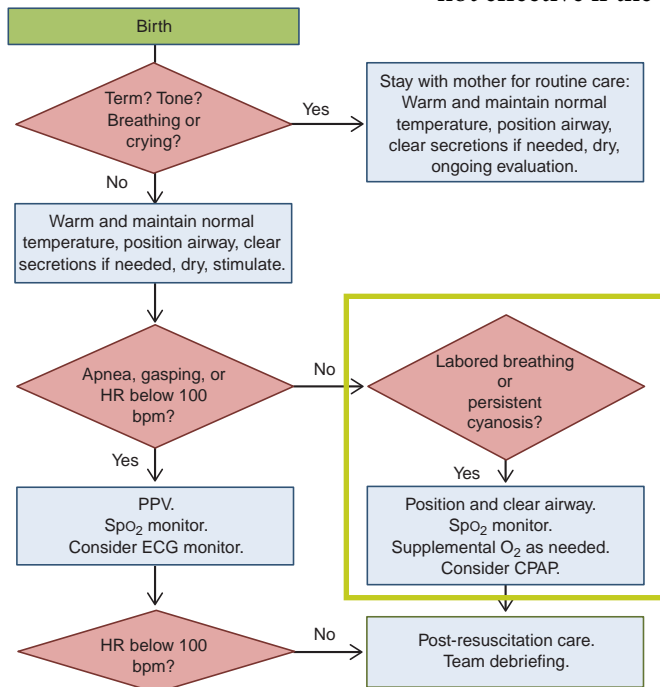 Birth
Term? Tone?
Breathing or
crying?
Yes
Stay with mother for routine care:
Warm and maintain normal
temperature, position airway,
clear secretions if needed, dry,
ongoing evaluation.
No
Warm and maintain normal
temperature, position airway, clear
secretions if needed, dry, stimulate.
Apnea, gasping, or
HR below 100
bpm?
No
Labored breathing
or
persistent
cyanosis?
Yes
Yes
PPV.
SpO₂ monitor.
Consider ECG monitor.
Position and clear airway.
SpO₂ monitor.
Supplemental O₂ as needed.
Consider CPAP.
HR below 100
bpm?
No
Post-resuscitation care.
Team debriefing.